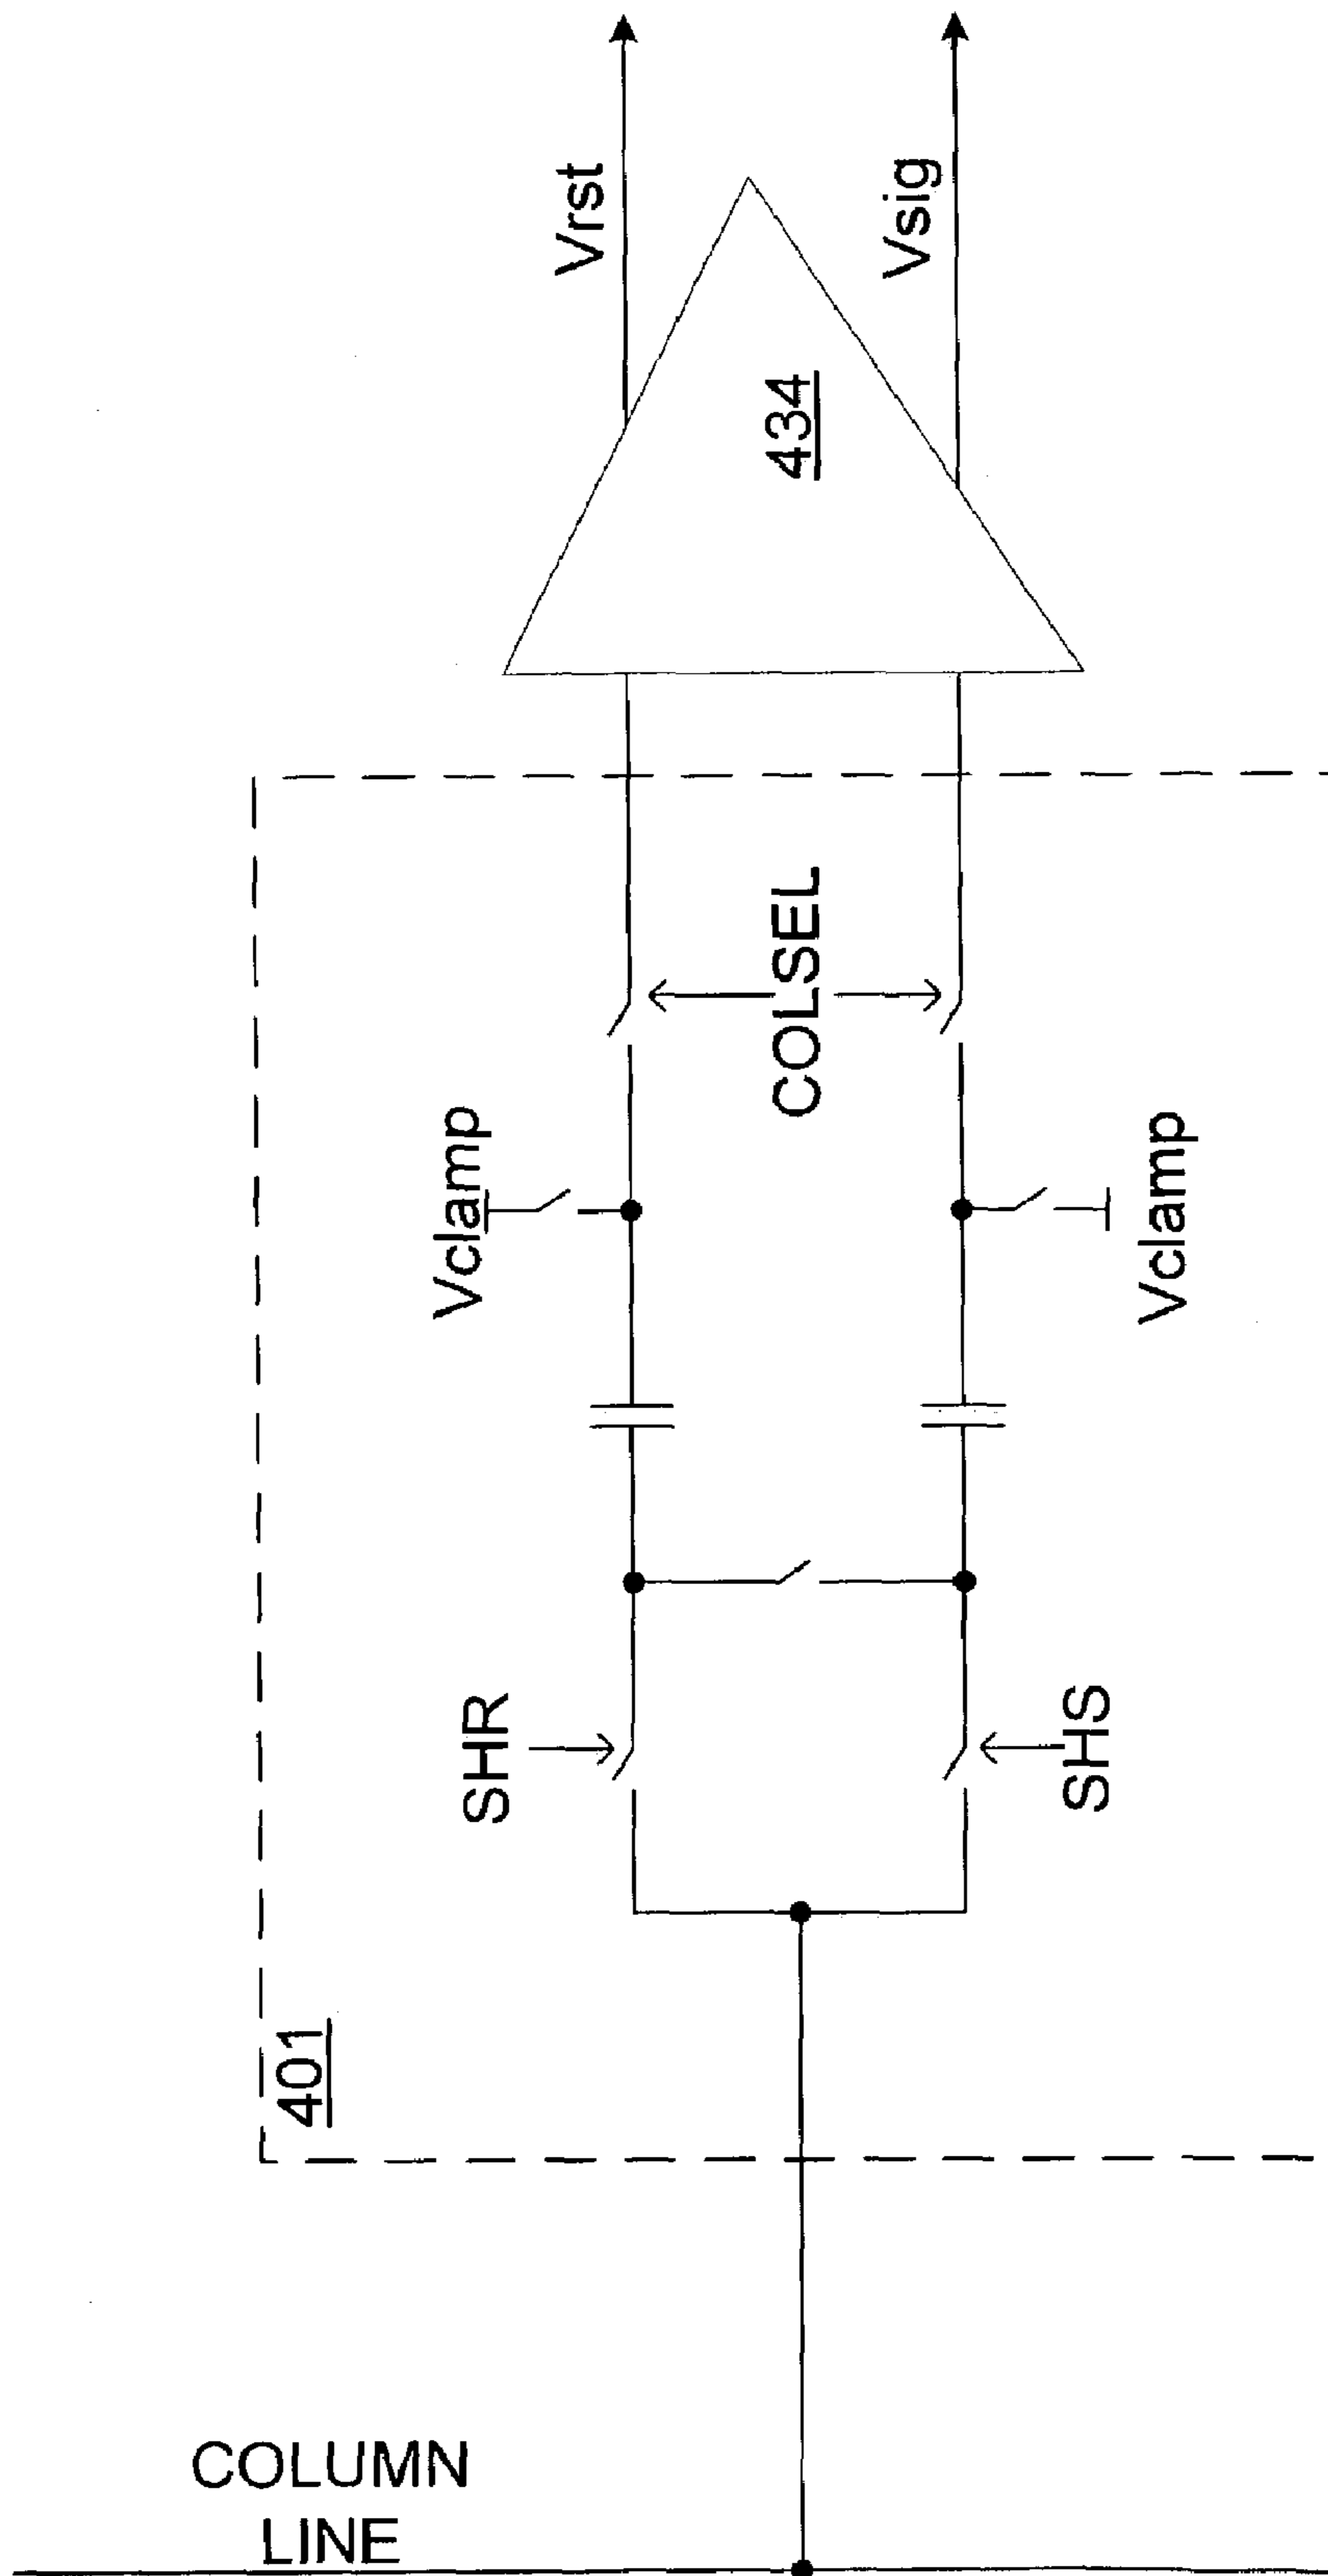 Vrst
Vsig
434
COLSEL
Vclamp
Vclamp
SHR
SHS
401
COLUMN
LINE